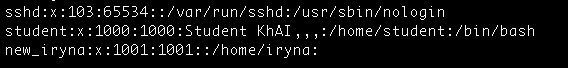 sshd:x:103:65534::/var/run/sshd:/usr/sbin/nologin
student:x:1000:1000:Student KhAI,,,:/home/student:/bin/bash
new_iryna:x:1001:1001::/home/iryna: